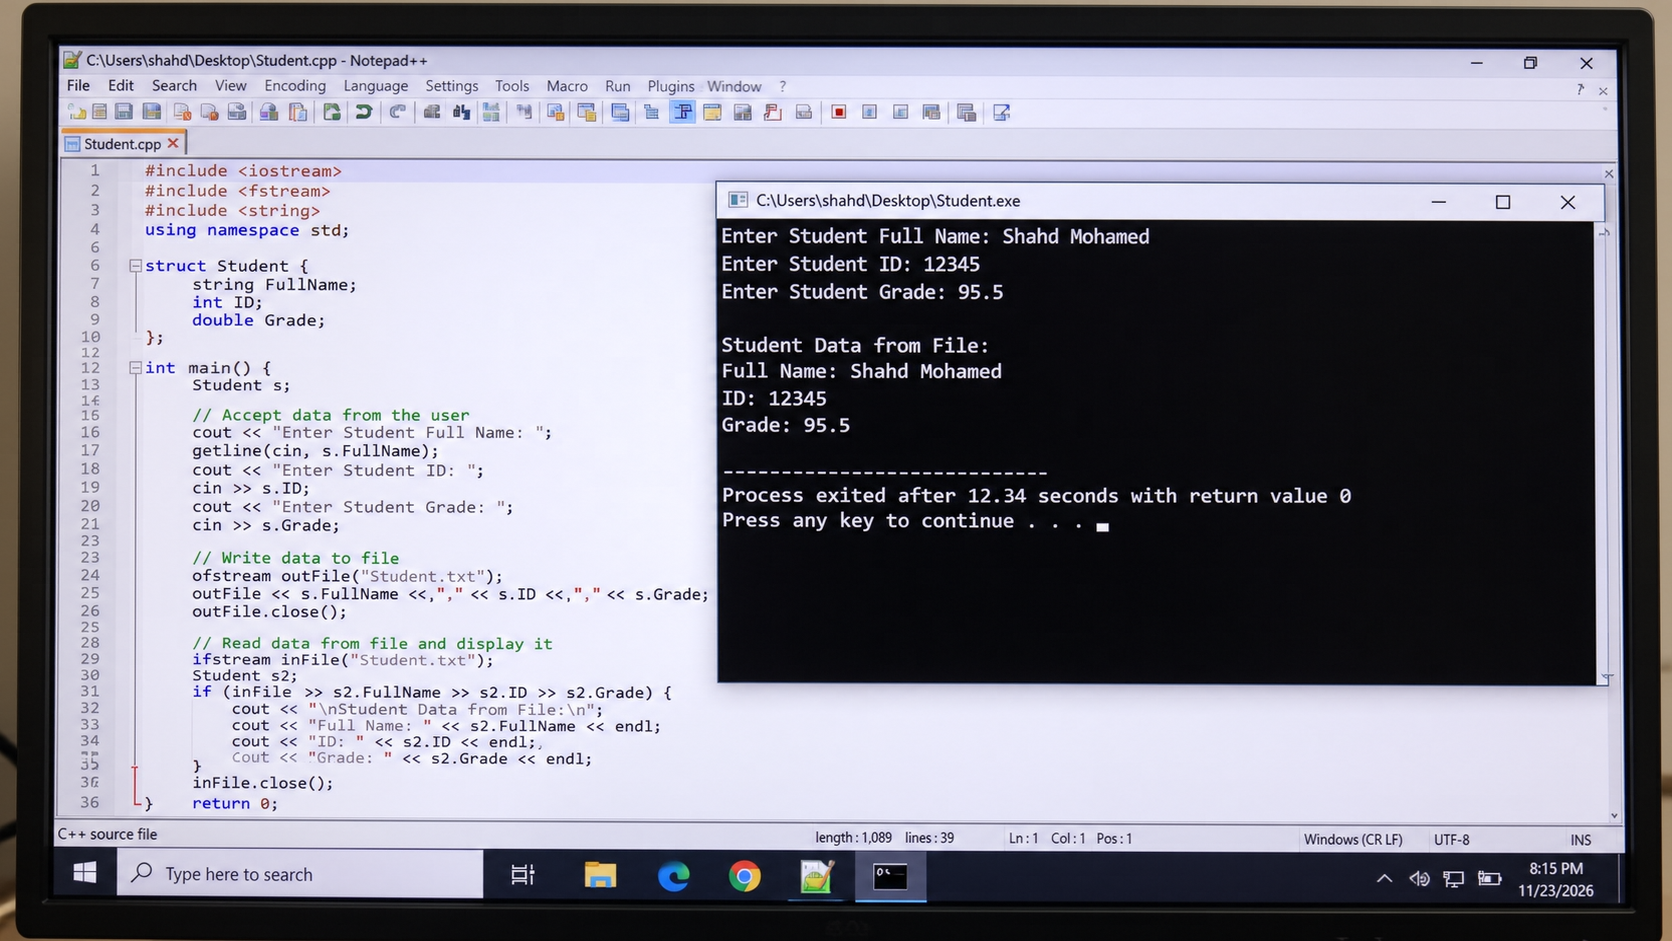 C:\Users\shahd\Desktop\Student.cpp - Notepad++
File Edit Search View Encoding Language Settings Tools Macro Run Plugins Window ?
Student.cpp
1 #include <iostream>
2 #include <fstream>
3 #include <string>
4 using namespace std;
6
6 struct Student {
7 string FullName;
8 int ID;
9 double Grade;
10 };
12
12 int main() {
13 Student s;
16 // Accept data from the user
16 cout << "Enter Student Full Name: ";
17 getline(cin, s.FullName);
18 cout << "Enter Student ID: ";
19 cin >> s.ID;
20 cout << "Enter Student Grade: ";
21 cin >> s.Grade;
23
23 // Write data to file
24 ofstream outFile("Student.txt");
25 outFile << s.FullName <<,"," << s.ID <<,"," << s.Grade;
26 outFile.close();
25
28 // Read data from file and display it
29 ifstream inFile("Student.txt");
30 Student s2;
31 if (inFile >> s2.FullName >> s2.ID >> s2.Grade) {
32 cout << "\nStudent Data from File:\n";
33 cout << "Full Name: " << s2.FullName << endl;
34 cout << "ID: " << s2.ID << endl;
cout << "Grade: " << s2.Grade << endl;
}
inFile.close();
36 } return 0;
C:\Users\shahd\Desktop\Student.exe
Enter Student Full Name: Shahd Mohamed
Enter Student ID: 12345
Enter Student Grade: 95.5
Student Data from File:
Full Name: Shahd Mohamed
ID: 12345
Grade: 95.5
----------------------------
Process exited after 12.34 seconds with return value 0
Press any key to continue . . .
C++ source file length : 1,089 lines : 39 Ln : 1 Col : 1 Pos : 1 Windows (CR LF) UTF-8 INS
Type here to search
8:15 PM
11/23/2026